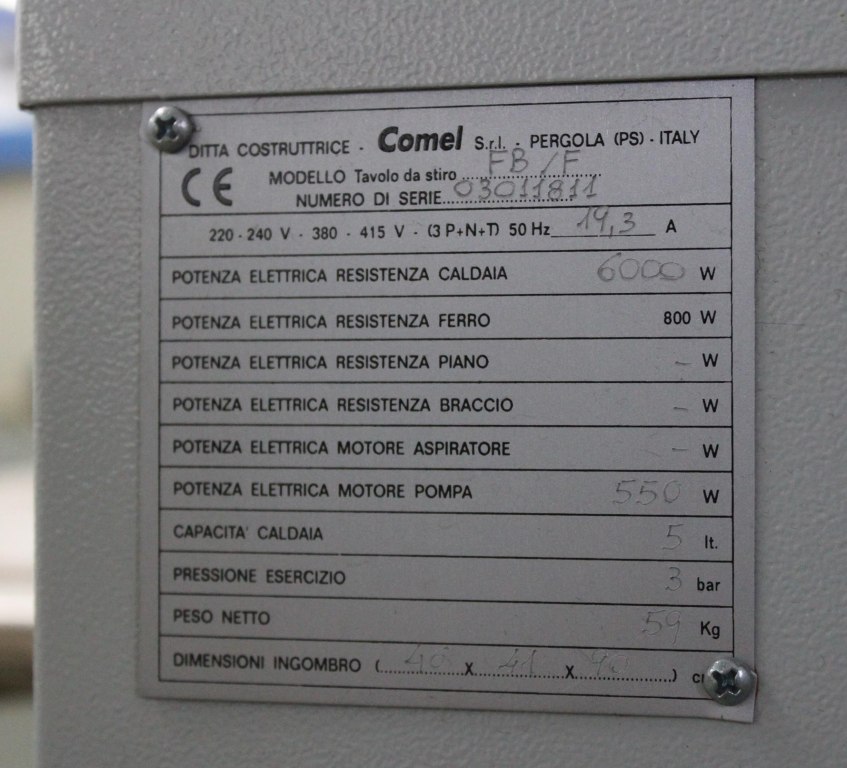 DITTA COSTRUTTRICE - Comel S.r.l. - PERGOLA (PS) - ITALY
CE MODELLO Tavolo da stiro FB/F
NUMERO DI SERIE 03011811
220 - 240 V - 380 - 415 V - (3 P+N+T) 50 Hz 19,3 A
POTENZA ELETTRICA RESISTENZA CALDAIA 6000 W
POTENZA ELETTRICA RESISTENZA FERRO 800 W
POTENZA ELETTRICA RESISTENZA PIANO - W
POTENZA ELETTRICA RESISTENZA BRACCIO - W
POTENZA ELETTRICA MOTORE ASPIRATORE - W
POTENZA ELETTRICA MOTORE POMPA 550 W
CAPACITA' CALDAIA 5 lt.
PRESSIONE ESERCIZIO 3 bar
PESO NETTO 59 Kg
DIMENSIONI INGOMBRO ( X X )